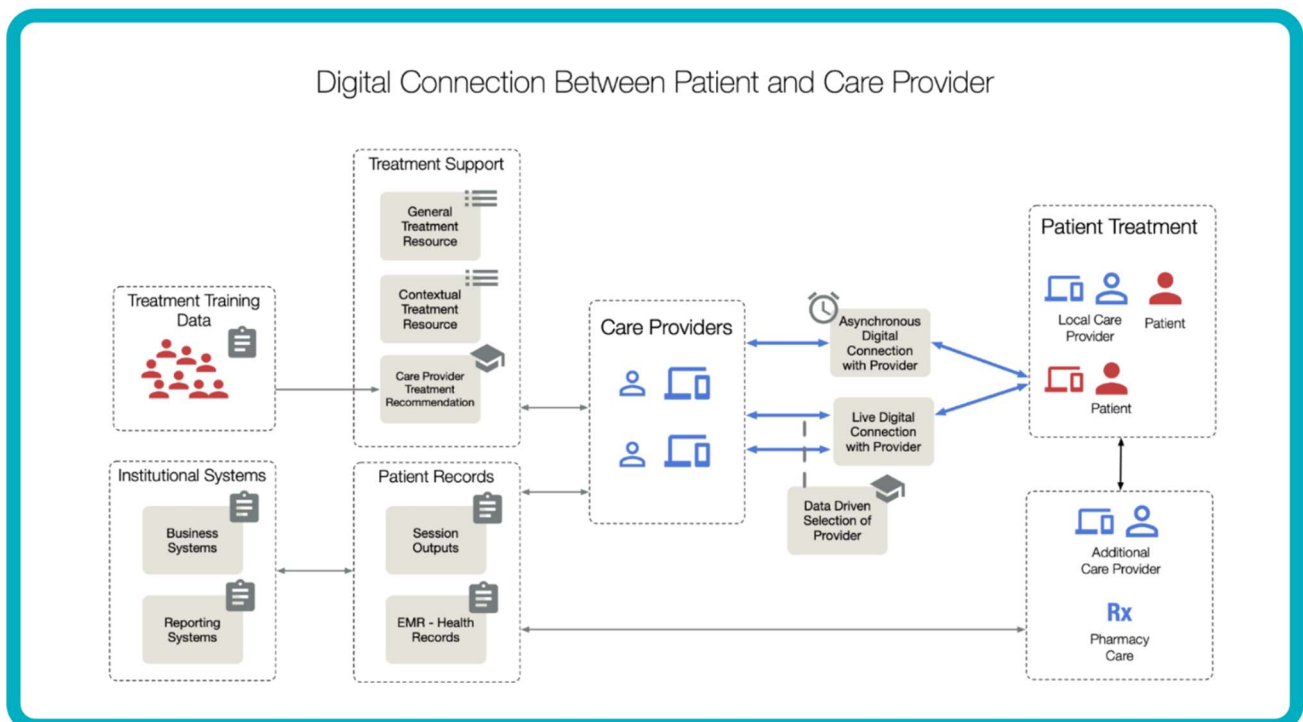 Digital Connection Between Patient and Care Provider
Treatment Support
General
Treatment
Resource
Contextual
Treatment
Resource
Care Provider
Treatment
Recommendation
Treatment Training
Data
Institutional Systems
Business
Systems
Reporting
Systems
Patient Records
Session
Outputs
EMR - Health
Records
Care Providers
Asynchronous
Digital
Connection
with Provider
Live Digital
Connection
with Provider
Data Driven
Selection of
Provider
Patient Treatment
Local Care
Provider
Patient
Patient
Additional
Care Provider
Rx
Pharmacy
Care